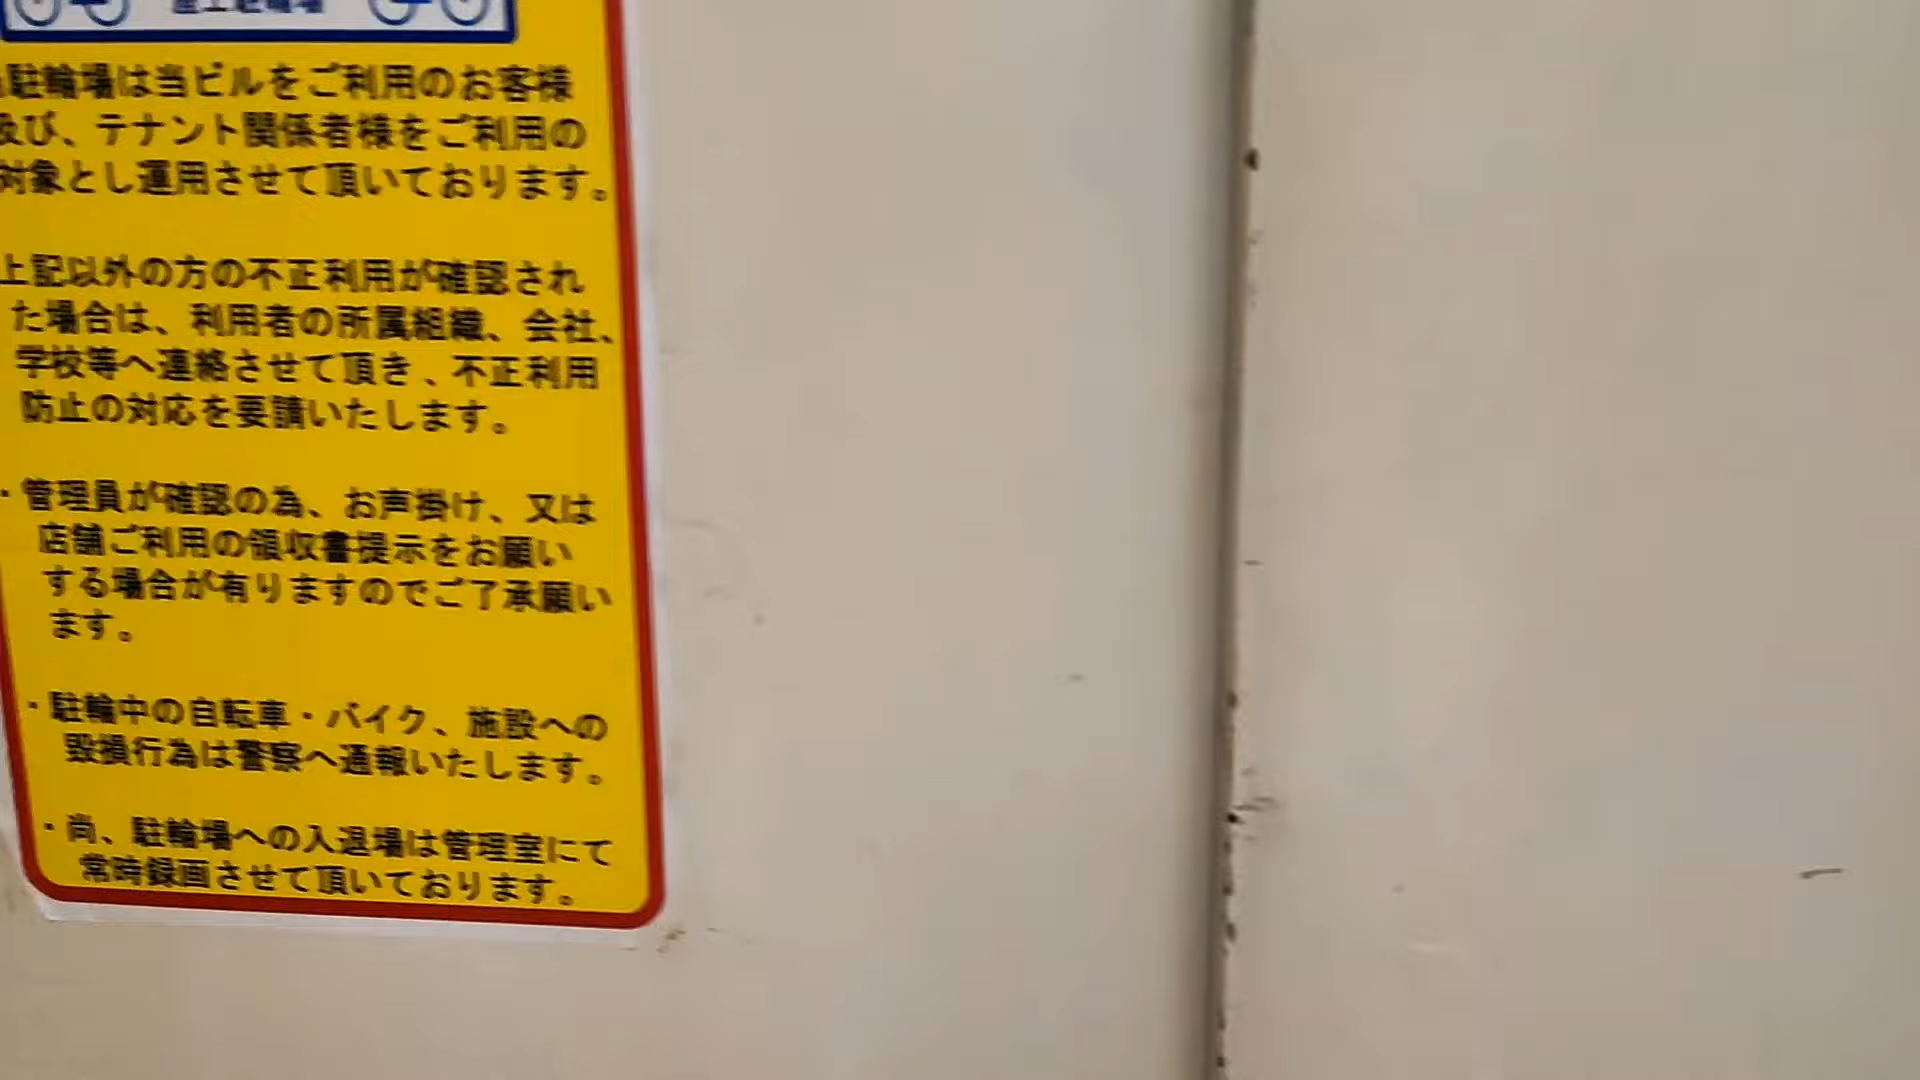 駐輪場は当ビルをご利用のお客様
及び、テナント関係者様をご利用の
対象とし運用させて頂いております。
上記以外の方の不正利用が確認され
た場合は、利用者の所属組織、会社、
学校等へ連絡させて頂き、不正利用
防止の対応を要請いたします。
・管理員が確認の為、お声掛け、又は
店舗ご利用の領収書提示をお願い
する場合が有りますのでご了承願い
ます。
・駐輪中の自転車・バイク、施設への
毀損行為は警察へ通報いたします。
・尚、駐輪場への入退場は管理室にて
常時録画させて頂いております。